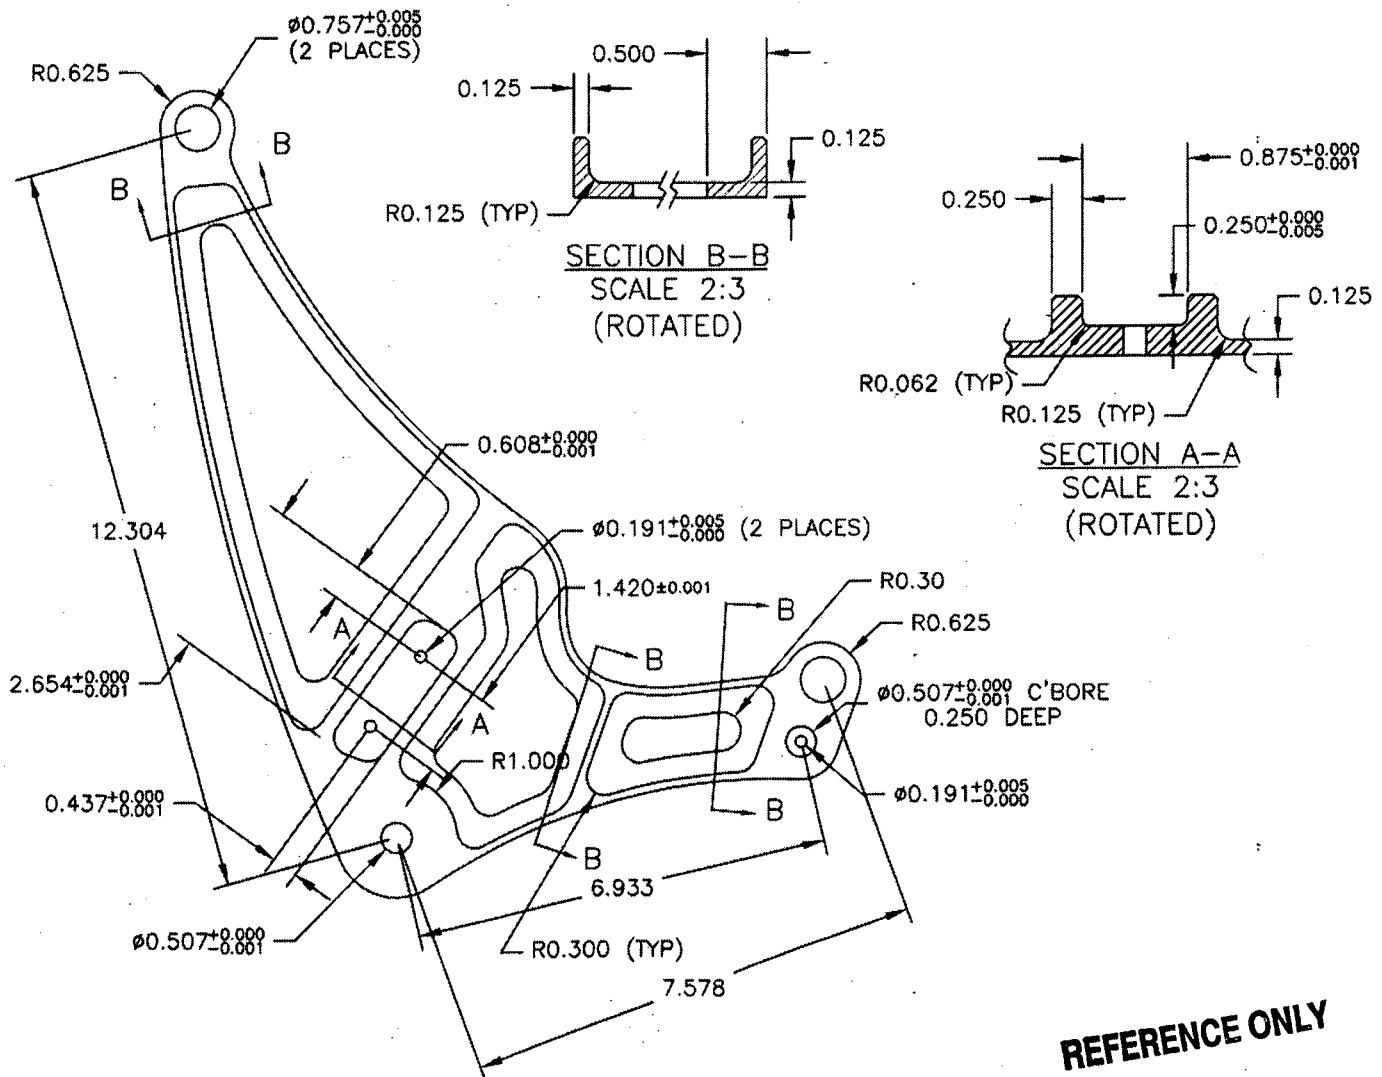 ø0.757+0.005
-0.000
(2 PLACES)
R0.625
B
B
0.500
0.125
0.125
R0.125 (TYP)
SECTION B-B
SCALE 2:3
(ROTATED)
0.875+0.000
-0.001
0.250
0.250+0.000
-0.005
0.125
R0.062 (TYP)
R0.125 (TYP)
SECTION A-A
SCALE 2:3
(ROTATED)
0.608+0.000
-0.001
12.304
ø0.191+0.005
-0.000 (2 PLACES)
1.420±0.001
R0.30
B
R0.625
A
B
2.654+0.000
-0.001
ø0.507+0.000
-0.001 C'BORE
0.250 DEEP
A
R1.000
0.437+0.000
-0.001
ø0.191+0.005
-0.000
B
B
6.933
ø0.507+0.000
-0.001
R0.300 (TYP)
7.578
REFERENCE ONLY